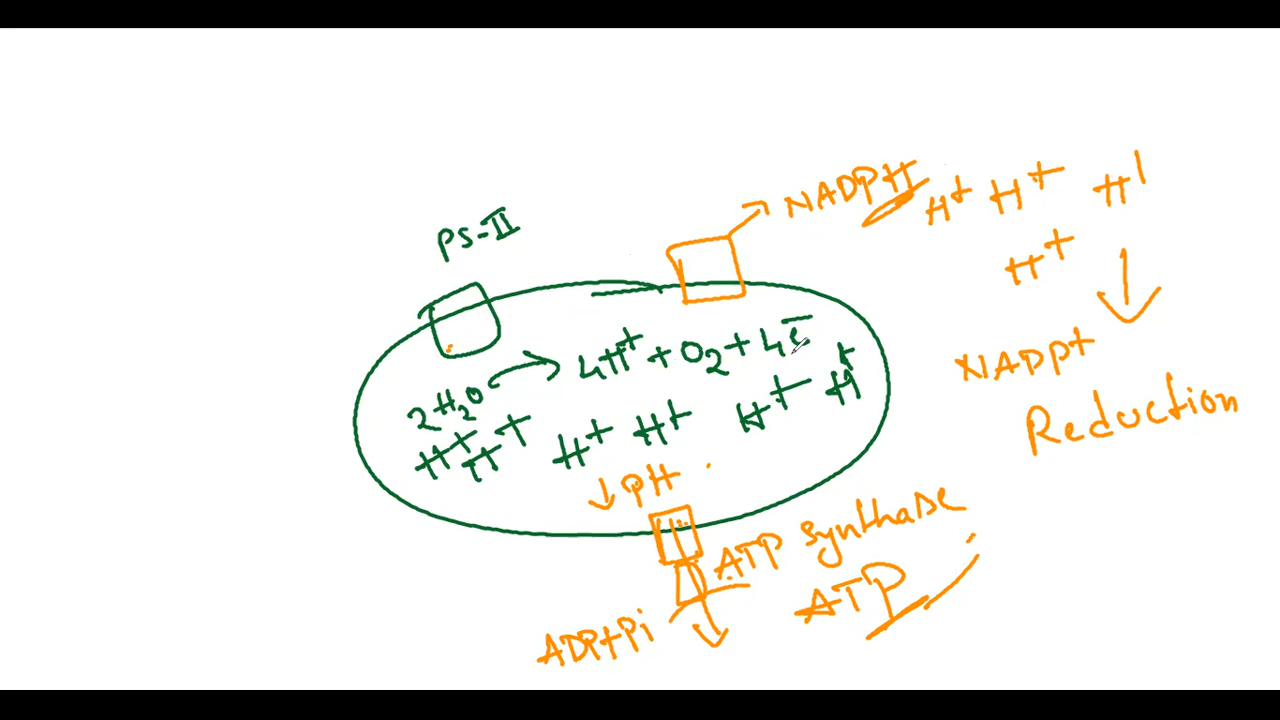 PS-II
NADPH H+ H+ H+
H+
2H2O → 4H+ + O2 + 4e-
H+ H+ H+ H+ H+ H+
NADP+
Reduction
↓ PH
ATP Synthase
ADP+Pi
ATP